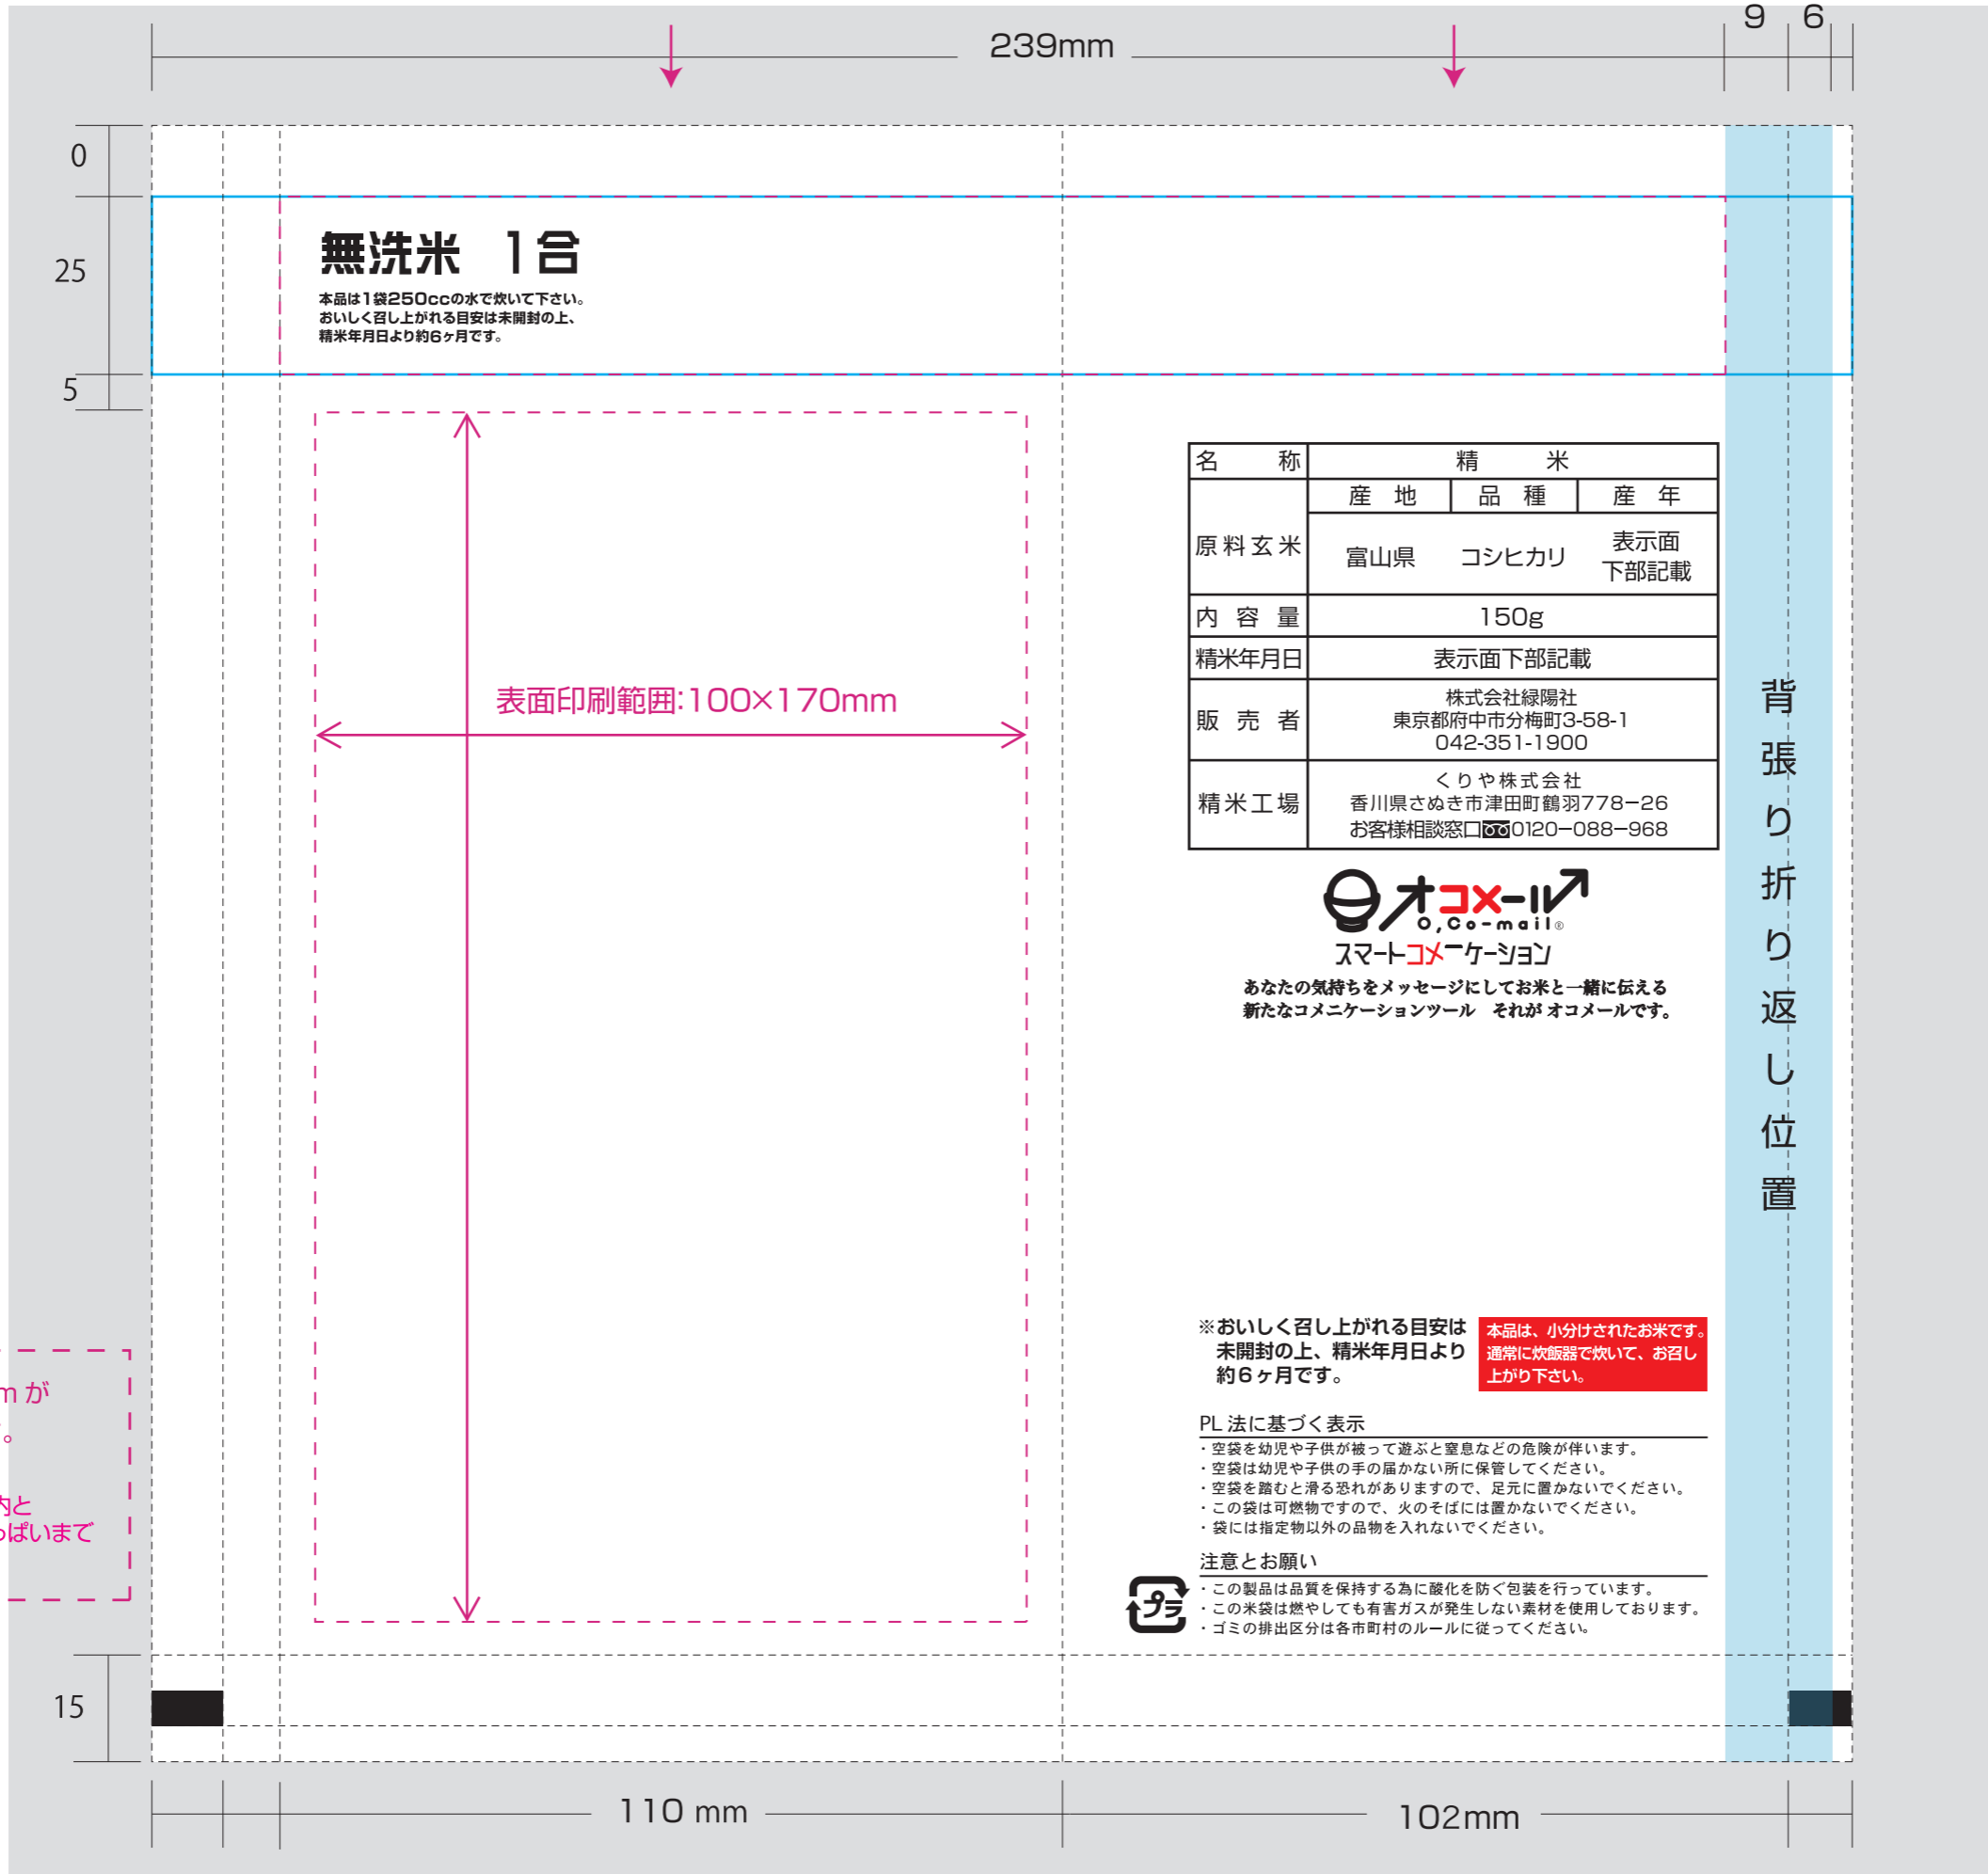 239mm
9
6
0
25
5
15
無洗米 1合
本品は1袋250ccの水で炊いて下さい。
おいしく召し上がれる目安は未開封の上、
精米年月日より約6ヶ月です。
表面印刷範囲:100×170mm
名 称 精 米
原料玄米 産 地 品 種 産 年
富山県 コシヒカリ 表示面
下部記載
内 容 量 150g
精米年月日 表示面下部記載
販 売 者 株式会社緑陽社
東京都府中市分梅町3-58-1
042-351-1900
精米工場 くりや株式会社
香川県さぬき市津田町鶴羽778−26
お客様相談窓口0120−088−968
オコメール
O,Co-mail®
スマートコメーケーション
あなたの気持ちをメッセージにしてお米と一緒に伝える
新たなコメニケーションツール それが オコメールです。
背張り折り返し位置
※おいしく召し上がれる目安は
未開封の上、精米年月日より
約6ヶ月です。
本品は、小分けされたお米です。
通常に炊飯器で炊いて、お召し
上がり下さい。
PL 法に基づく表示
・空袋を幼児や子供が被って遊ぶと窒息などの危険が伴います。
・空袋は幼児や子供の手の届かない所に保管してください。
・空袋を踏むと滑る恐れがありますので、足元に置かないでください。
・この袋は可燃物ですので、火のそばには置かないでください。
・袋には指定物以外の品物を入れないでください。
注意とお願い
・この製品は品質を保持する為に酸化を防ぐ包装を行っています。
・この米袋は燃やしても有害ガスが発生しない素材を使用しております。
・ゴミの排出区分は各市町村のルールに従ってください。
プラ
m が
。
内と
っぱいまで
110 mm
102mm